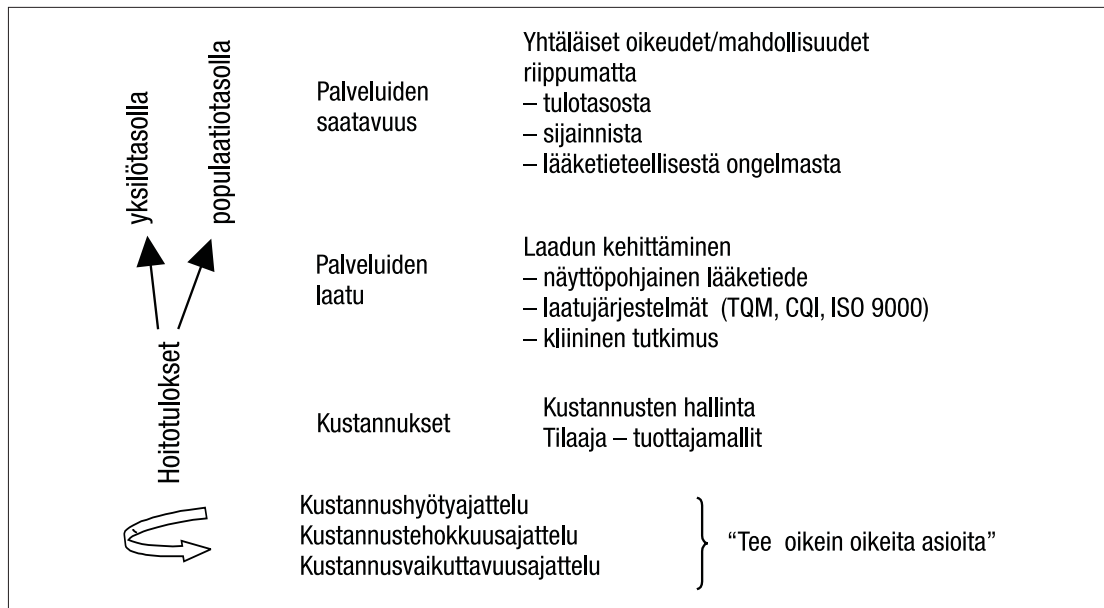 yksilötasolla
populaatiotasolla
Hoitotulokset
Palveluiden
saatavuus
Yhtäläiset oikeudet/mahdollisuudet
riippumatta
– tulotasosta
– sijainnista
– lääketieteellisestä ongelmasta
Palveluiden
laatu
Laadun kehittäminen
– näyttöpohjainen lääketiede
– laatujärjestelmät (TQM, CQI, ISO 9000)
– kliininen tutkimus
Kustannukset
Kustannusten hallinta
Tilaaja – tuottajamallit
Kustannushyötyajattelu
Kustannustehokkuusajattelu
Kustannusvaikuttavuusajattelu
“Tee oikein oikeita asioita”